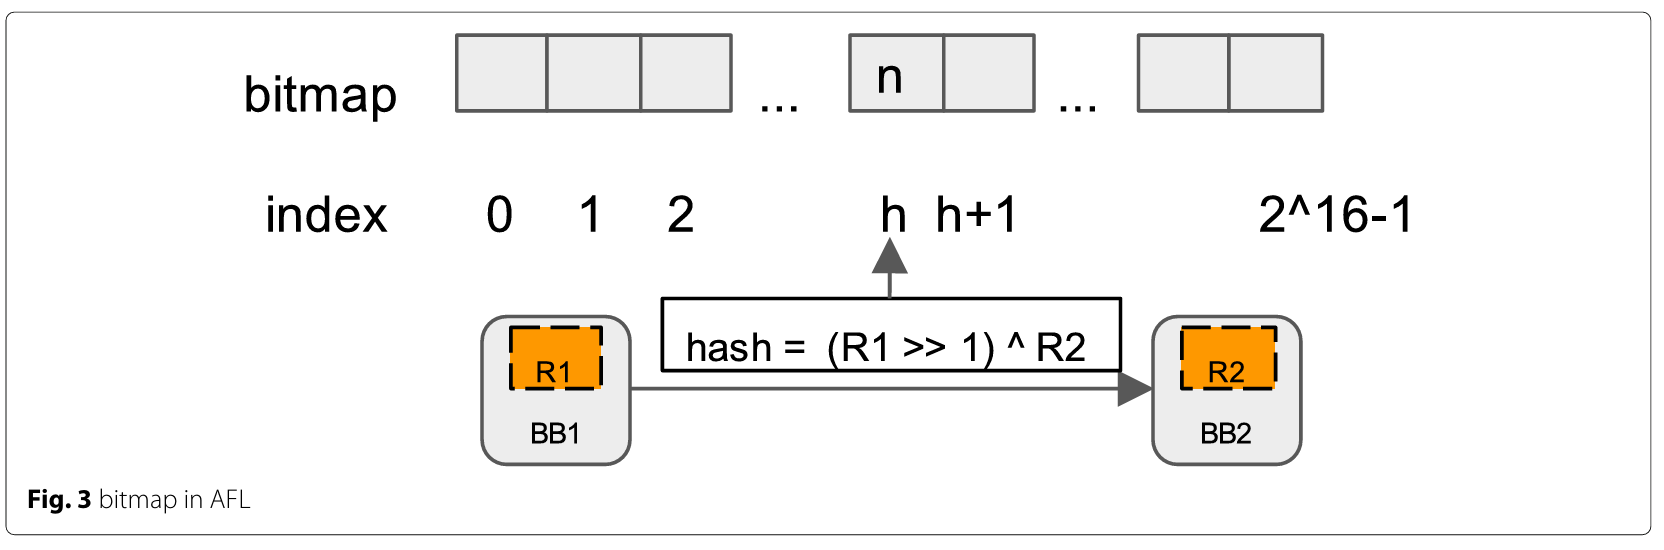 bitmap n ... ...
index 0 1 2 h h+1 2^16-1
hash = (R1 >> 1) ^ R2
R1 R2
BB1 BB2
Fig. 3 bitmap in AFL